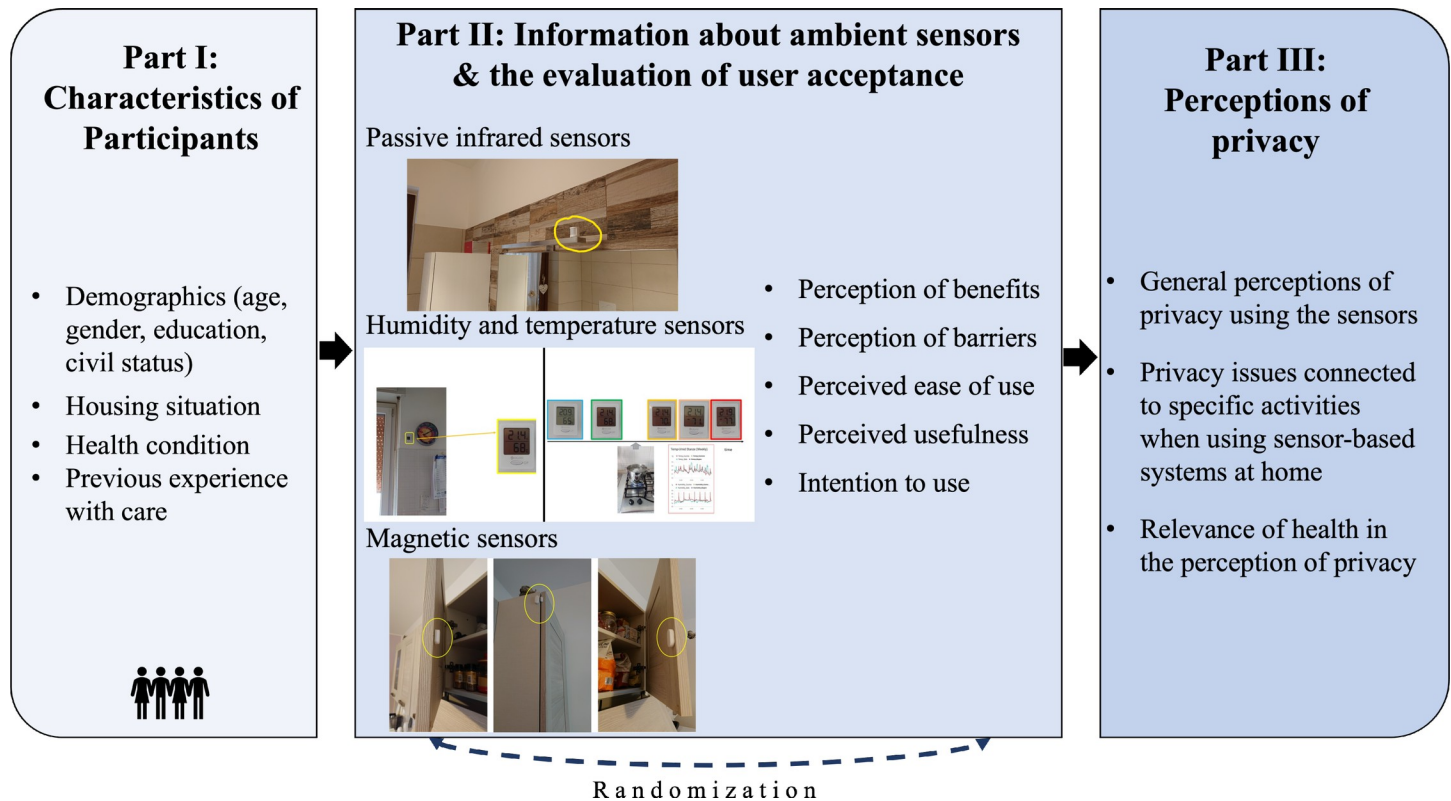 Part I:
Characteristics of
Participants
• Demographics (age,
gender, education,
civil status)
• Housing situation
• Health condition
• Previous experience
with care
Part II: Information about ambient sensors
& the evaluation of user acceptance
Passive infrared sensors
Humidity and temperature sensors
21.4
68
Magnetic sensors
• Perception of benefits
• Perception of barriers
• Perceived ease of use
• Perceived usefulness
• Intention to use
Part III:
Perceptions of
privacy
• General perceptions of
privacy using the sensors
• Privacy issues connected
to specific activities
when using sensor-based
systems at home
• Relevance of health in
the perception of privacy
Randomization